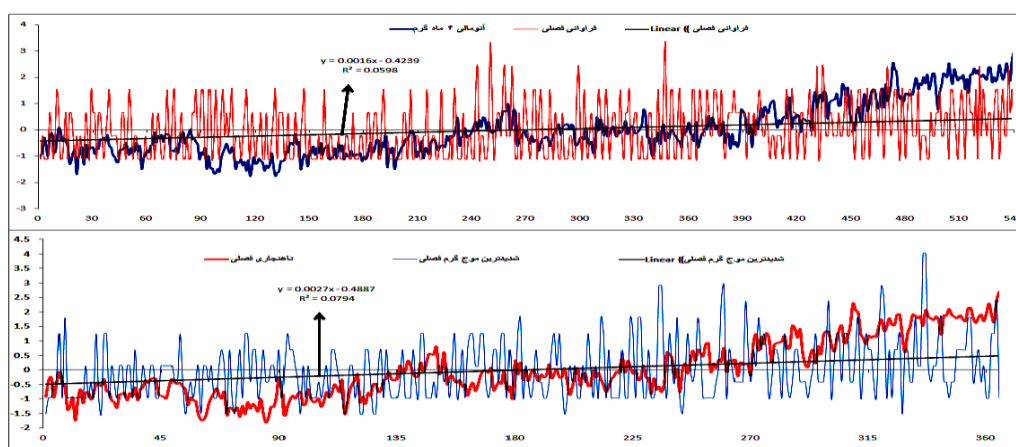 4
آنومالی ۴ ماه گرم فراوانی فصلی Linear (( فراوانی فصلی
3
y = 0.0016x - 0.4239
2
R² = 0.0598
1
0
-1
-2
-3
0 30 60 90 120 150 180 210 240 270 300 330 360 390 420 450 480 510 54
4.5
4
ناهنجاری فصلی شدیدترین موج گرم فصلی Linear ((شدیدترین موج گرم فصلی
3.5
3
y = 0.0027x - 0.4887
2.5
R² = 0.0794
2
1.5
1
0.5
0
-0.5
-1
-1.5
-2
0 45 90 135 180 225 270 315 360